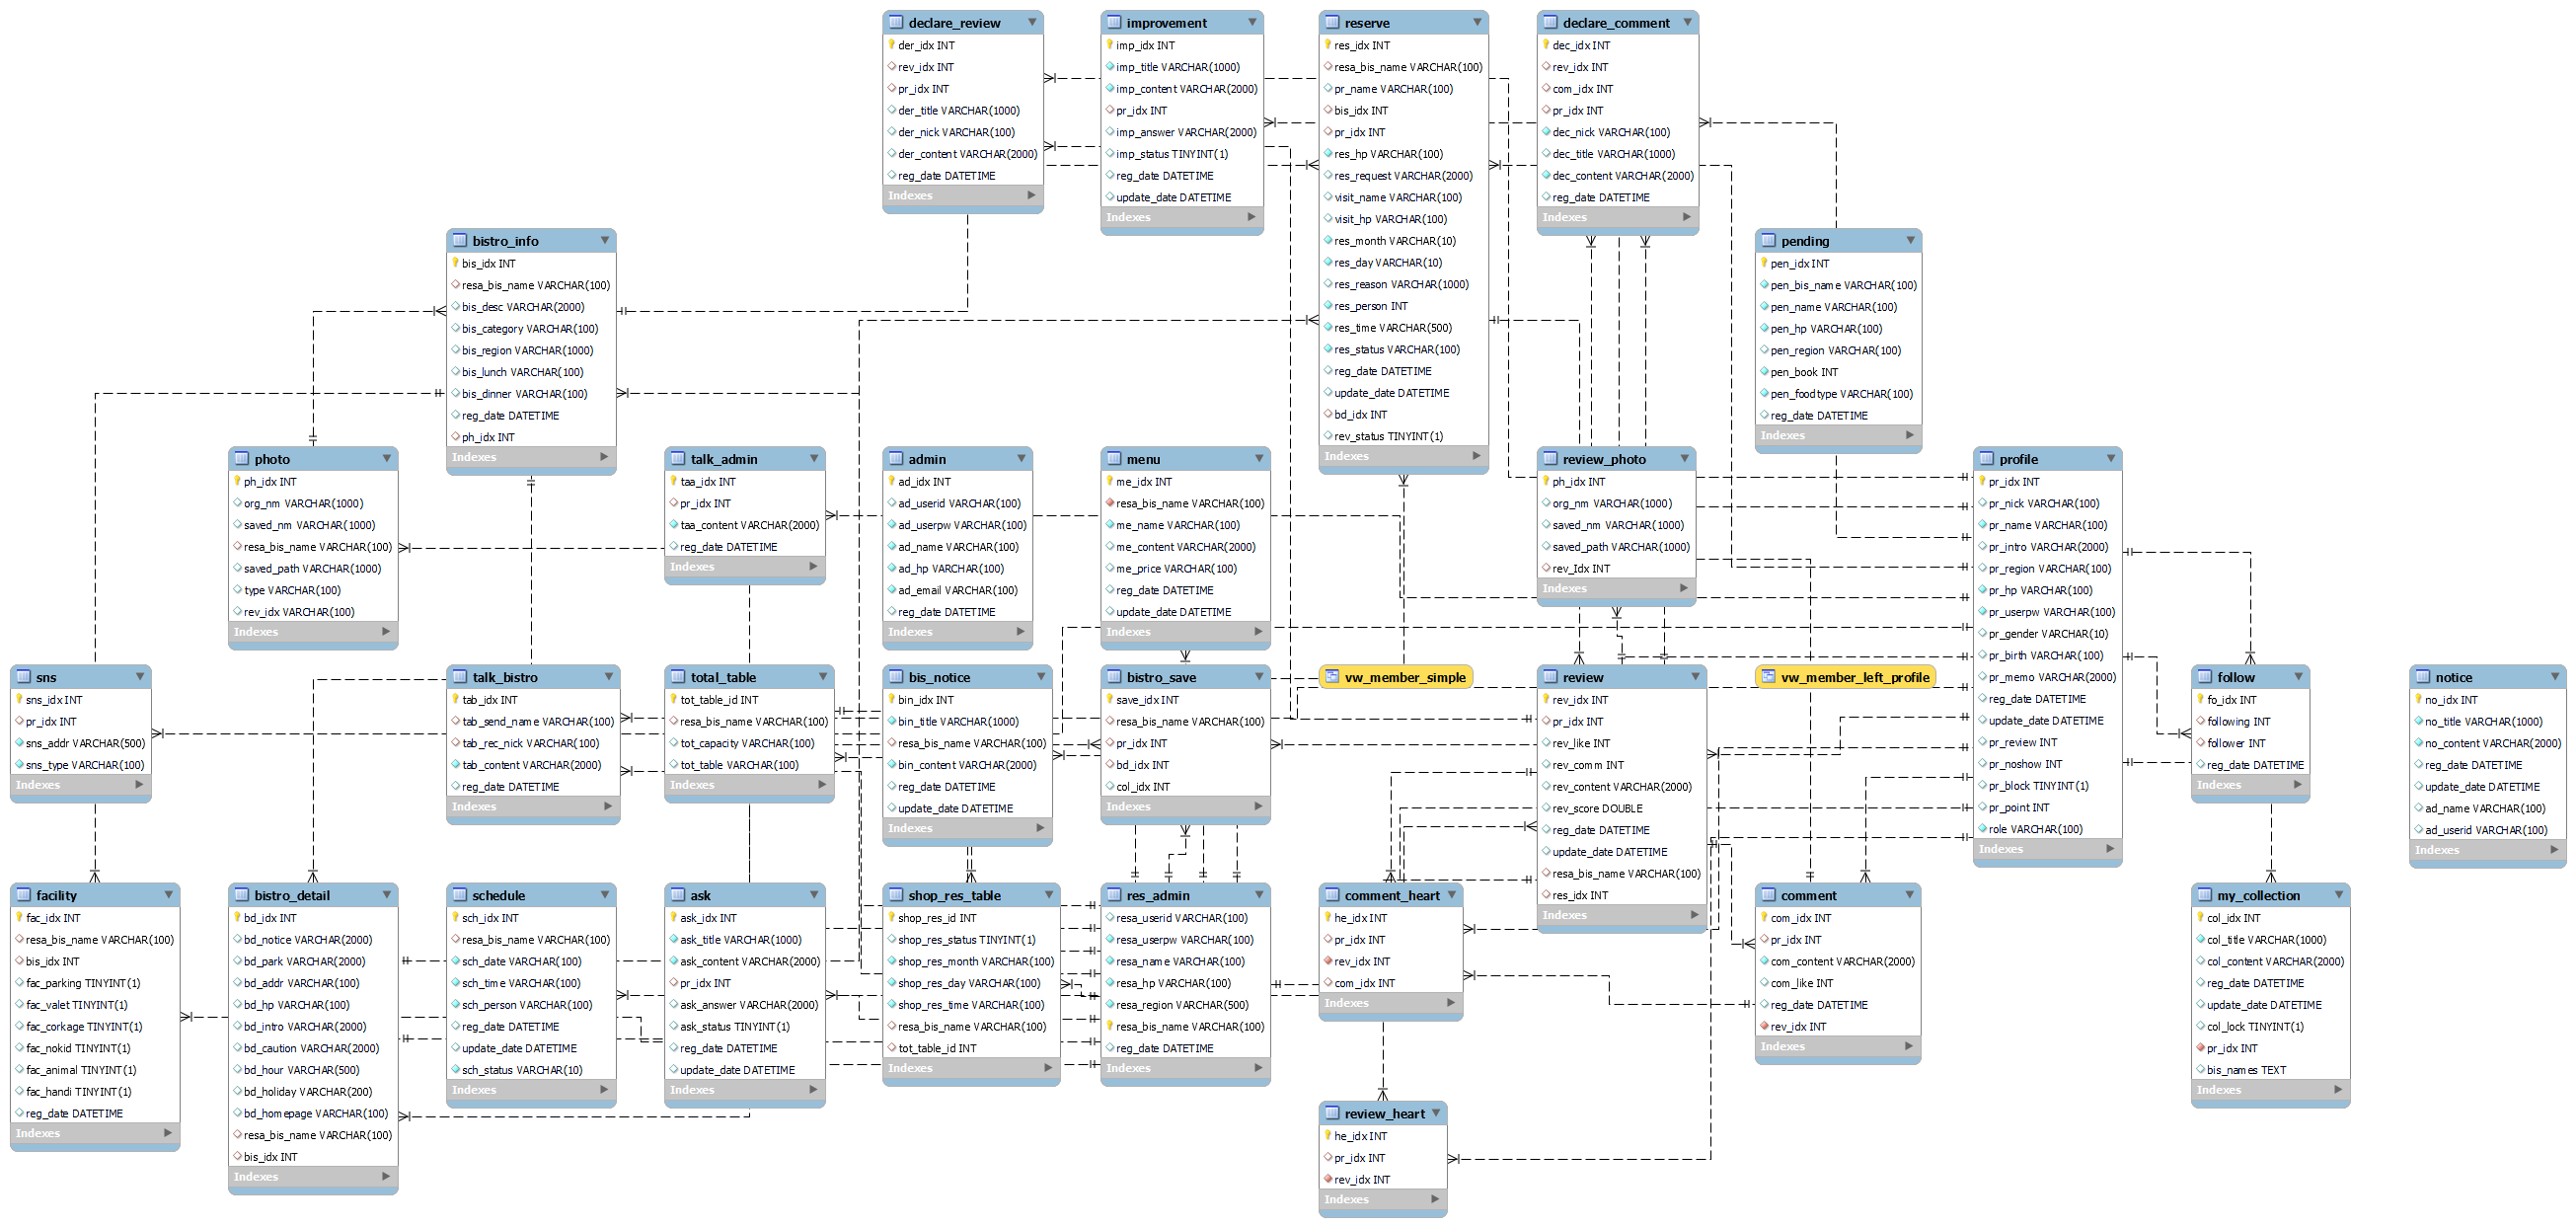 declare_review
der_idx INT
rev_idx INT
pr_idx INT
der_title VARCHAR(1000)
der_nick VARCHAR(100)
der_content VARCHAR(2000)
reg_date DATETIME
Indexes
improvement
imp_idx INT
imp_title VARCHAR(1000)
imp_content VARCHAR(2000)
pr_idx INT
imp_answer VARCHAR(2000)
imp_status TINYINT(1)
reg_date DATETIME
update_date DATETIME
Indexes
reserve
res_idx INT
resa_bis_name VARCHAR(100)
pr_name VARCHAR(100)
bis_idx INT
pr_idx INT
res_hp VARCHAR(100)
res_request VARCHAR(2000)
visit_name VARCHAR(100)
visit_hp VARCHAR(100)
res_month VARCHAR(10)
res_day VARCHAR(10)
res_reason VARCHAR(1000)
res_person INT
res_time VARCHAR(500)
res_status VARCHAR(100)
reg_date DATETIME
update_date DATETIME
bd_idx INT
rev_status TINYINT(1)
Indexes
declare_comment
dec_idx INT
rev_idx INT
com_idx INT
pr_idx INT
dec_nick VARCHAR(100)
dec_title VARCHAR(1000)
dec_content VARCHAR(2000)
reg_date DATETIME
Indexes
bistro_info
bis_idx INT
resa_bis_name VARCHAR(100)
bis_desc VARCHAR(2000)
bis_category VARCHAR(100)
bis_region VARCHAR(1000)
bis_lunch VARCHAR(100)
bis_dinner VARCHAR(100)
reg_date DATETIME
ph_idx INT
Indexes
pending
pen_idx INT
pen_bis_name VARCHAR(100)
pen_name VARCHAR(100)
pen_hp VARCHAR(100)
pen_region VARCHAR(100)
pen_book INT
pen_foodtype VARCHAR(100)
reg_date DATETIME
Indexes
photo
ph_idx INT
org_nm VARCHAR(1000)
saved_nm VARCHAR(1000)
resa_bis_name VARCHAR(100)
saved_path VARCHAR(1000)
type VARCHAR(100)
rev_idx VARCHAR(100)
Indexes
talk_admin
taa_idx INT
pr_idx INT
taa_content VARCHAR(2000)
reg_date DATETIME
Indexes
admin
ad_idx INT
ad_userid VARCHAR(100)
ad_userpw VARCHAR(100)
ad_name VARCHAR(100)
ad_hp VARCHAR(100)
ad_email VARCHAR(100)
reg_date DATETIME
Indexes
menu
me_idx INT
resa_bis_name VARCHAR(100)
me_name VARCHAR(100)
me_content VARCHAR(2000)
me_price VARCHAR(100)
reg_date DATETIME
update_date DATETIME
Indexes
review_photo
ph_idx INT
org_nm VARCHAR(1000)
saved_nm VARCHAR(1000)
saved_path VARCHAR(1000)
rev_Idx INT
Indexes
profile
pr_idx INT
pr_nick VARCHAR(100)
pr_name VARCHAR(100)
pr_intro VARCHAR(2000)
pr_region VARCHAR(100)
pr_hp VARCHAR(100)
pr_userpw VARCHAR(100)
pr_gender VARCHAR(10)
pr_birth VARCHAR(100)
pr_memo VARCHAR(2000)
reg_date DATETIME
update_date DATETIME
pr_review INT
pr_noshow INT
pr_block TINYINT(1)
pr_point INT
role VARCHAR(100)
Indexes
sns
sns_idx INT
pr_idx INT
sns_addr VARCHAR(500)
sns_type VARCHAR(100)
Indexes
talk_bistro
tab_idx INT
tab_send_name VARCHAR(100)
tab_rec_nick VARCHAR(100)
tab_content VARCHAR(2000)
reg_date DATETIME
Indexes
total_table
tot_table_id INT
resa_bis_name VARCHAR(100)
tot_capacity VARCHAR(100)
tot_table VARCHAR(100)
Indexes
bis_notice
bin_idx INT
bin_title VARCHAR(1000)
resa_bis_name VARCHAR(100)
bin_content VARCHAR(2000)
reg_date DATETIME
update_date DATETIME
Indexes
bistro_save
save_idx INT
resa_bis_name VARCHAR(100)
pr_idx INT
bd_idx INT
col_idx INT
Indexes
vw_member_simple
review
rev_idx INT
pr_idx INT
rev_like INT
rev_comm INT
rev_content VARCHAR(2000)
rev_score DOUBLE
reg_date DATETIME
update_date DATETIME
resa_bis_name VARCHAR(100)
res_idx INT
Indexes
vw_member_left_profile
follow
fo_idx INT
following INT
follower INT
reg_date DATETIME
Indexes
notice
no_idx INT
no_title VARCHAR(1000)
no_content VARCHAR(2000)
reg_date DATETIME
update_date DATETIME
ad_name VARCHAR(100)
ad_userid VARCHAR(100)
Indexes
facility
fac_idx INT
resa_bis_name VARCHAR(100)
bis_idx INT
fac_parking TINYINT(1)
fac_valet TINYINT(1)
fac_corkage TINYINT(1)
fac_nokid TINYINT(1)
fac_animal TINYINT(1)
fac_handi TINYINT(1)
reg_date DATETIME
Indexes
bistro_detail
bd_idx INT
bd_notice VARCHAR(2000)
bd_park VARCHAR(2000)
bd_addr VARCHAR(100)
bd_hp VARCHAR(100)
bd_intro VARCHAR(2000)
bd_caution VARCHAR(2000)
bd_hour VARCHAR(500)
bd_holiday VARCHAR(200)
bd_homepage VARCHAR(100)
resa_bis_name VARCHAR(100)
bis_idx INT
Indexes
schedule
sch_idx INT
resa_bis_name VARCHAR(100)
sch_date VARCHAR(100)
sch_time VARCHAR(100)
sch_person VARCHAR(100)
reg_date DATETIME
update_date DATETIME
sch_status VARCHAR(10)
Indexes
ask
ask_idx INT
ask_title VARCHAR(1000)
ask_content VARCHAR(2000)
pr_idx INT
ask_answer VARCHAR(2000)
ask_status TINYINT(1)
reg_date DATETIME
update_date DATETIME
Indexes
shop_res_table
shop_res_id INT
shop_res_status TINYINT(1)
shop_res_month VARCHAR(100)
shop_res_day VARCHAR(100)
shop_res_time VARCHAR(100)
resa_bis_name VARCHAR(100)
tot_table_id INT
Indexes
res_admin
resa_userid VARCHAR(100)
resa_userpw VARCHAR(100)
resa_name VARCHAR(100)
resa_hp VARCHAR(100)
resa_region VARCHAR(500)
resa_bis_name VARCHAR(100)
reg_date DATETIME
Indexes
comment_heart
he_idx INT
pr_idx INT
rev_idx INT
com_idx INT
Indexes
comment
com_idx INT
pr_idx INT
com_content VARCHAR(2000)
com_like INT
reg_date DATETIME
rev_idx INT
Indexes
my_collection
col_idx INT
col_title VARCHAR(1000)
col_content VARCHAR(2000)
reg_date DATETIME
update_date DATETIME
col_lock TINYINT(1)
pr_idx INT
bis_names TEXT
Indexes
review_heart
he_idx INT
pr_idx INT
rev_idx INT
Indexes